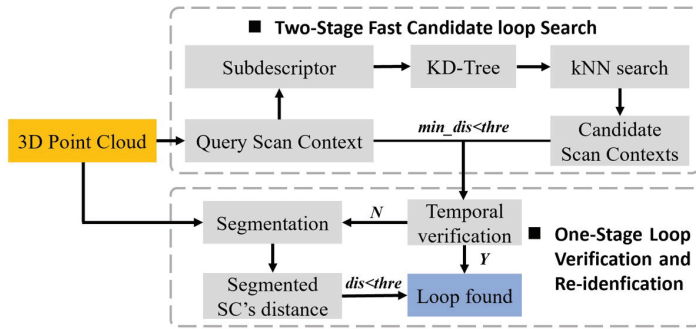 ■ Two-Stage Fast Candidate loop Search
Subdescriptor
KD-Tree
kNN search
3D Point Cloud
Query Scan Context
min_dis<thre
Candidate
Scan Contexts
Segmentation
N
Temporal
verification
■ One-Stage Loop
Verification and
Re-idenfication
Y
Segmented
SC's distance
dis<thre
Loop found